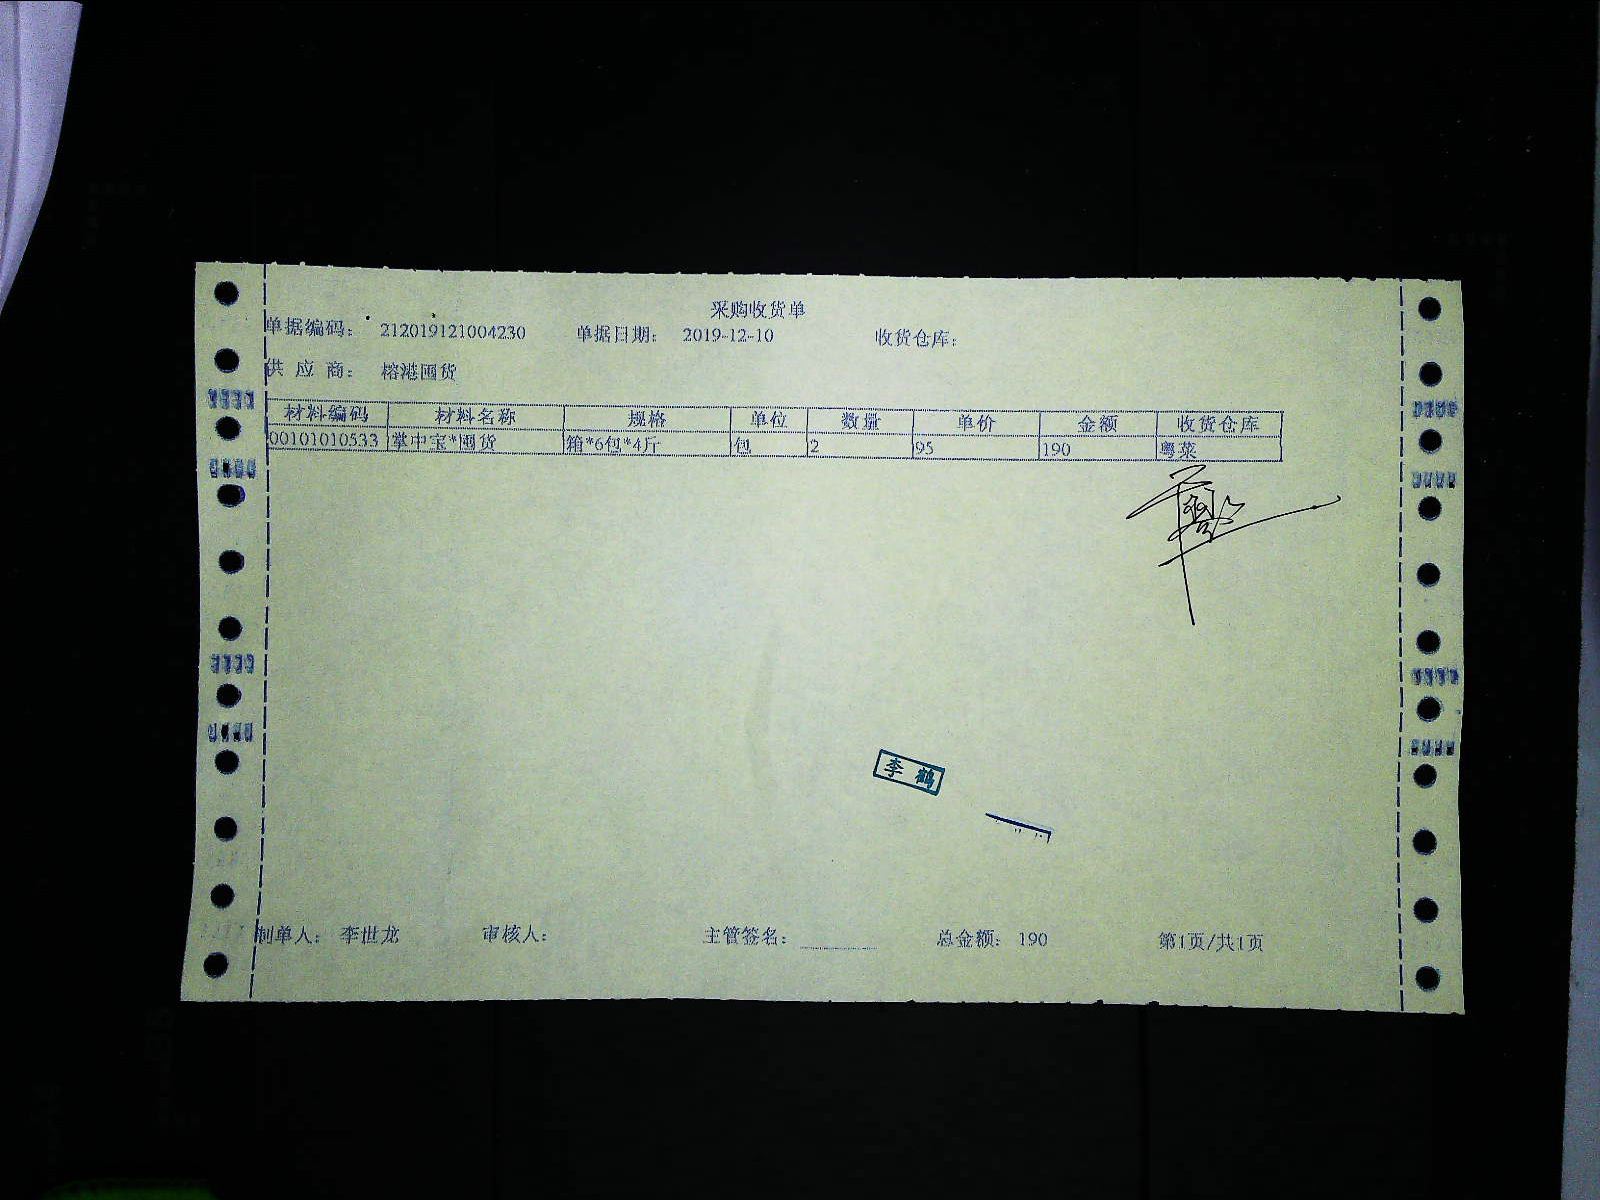 采购收货单
单据编码: 212019121004230 单据日期: 2019-12-10 收货仓库:
供应商: 榕港囤货
材料编码 材料名称 规格 单位 数量 单价 金额 收货仓库
00101010533 掌中宝*囤货 箱*6包*4斤 包 2 95 190 粤菜
李鹤
制单人: 李世龙 审核人: 主管签名: 总金额: 190 第1页/共1页